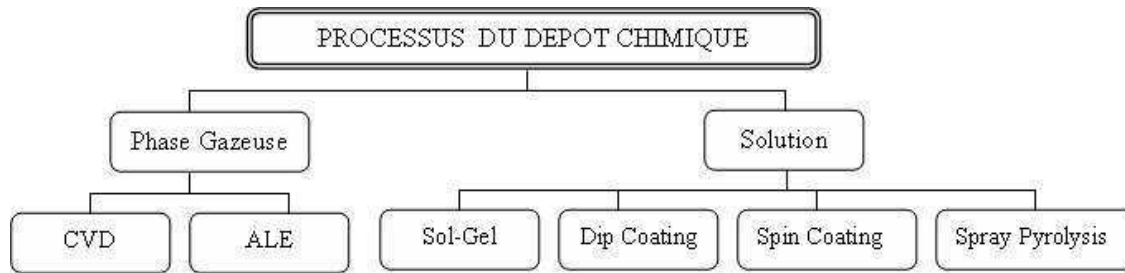 PROCESSUS DU DEPOT CHIMIQUE
Phase Gazeuse
Solution
CVD
ALE
Sol-Gel
Dip Coating
Spin Coating
Spray Pyrolysis